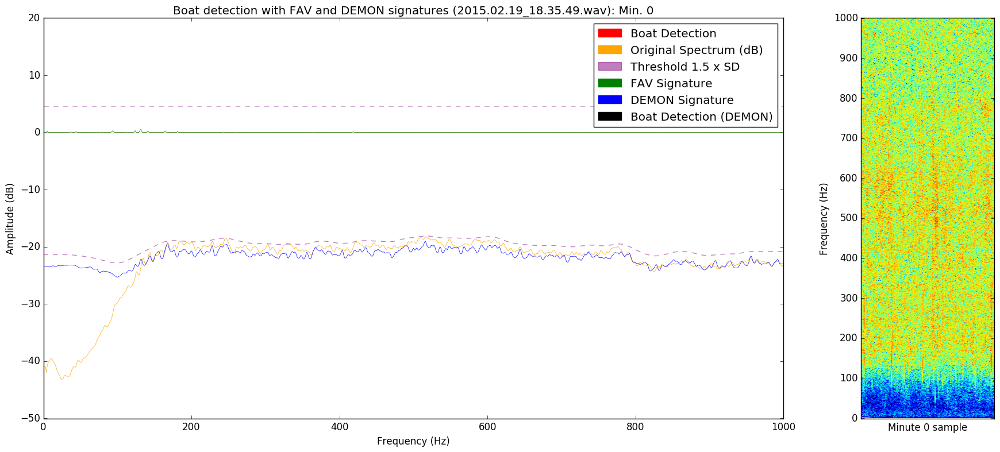 Boat detection with FAV and DEMON signatures (2015.02.19_18.35.49.wav): Min. 0
20
10
0
−10
−20
−30
−40
−50
Amplitude (dB)
0
200
400
600
800
1000
Frequency (Hz)
Boat Detection
Original Spectrum (dB)
Threshold 1.5 x SD
FAV Signature
DEMON Signature
Boat Detection (DEMON)
1000
900
800
700
600
500
400
300
200
100
0
Frequency (Hz)
Minute 0 sample